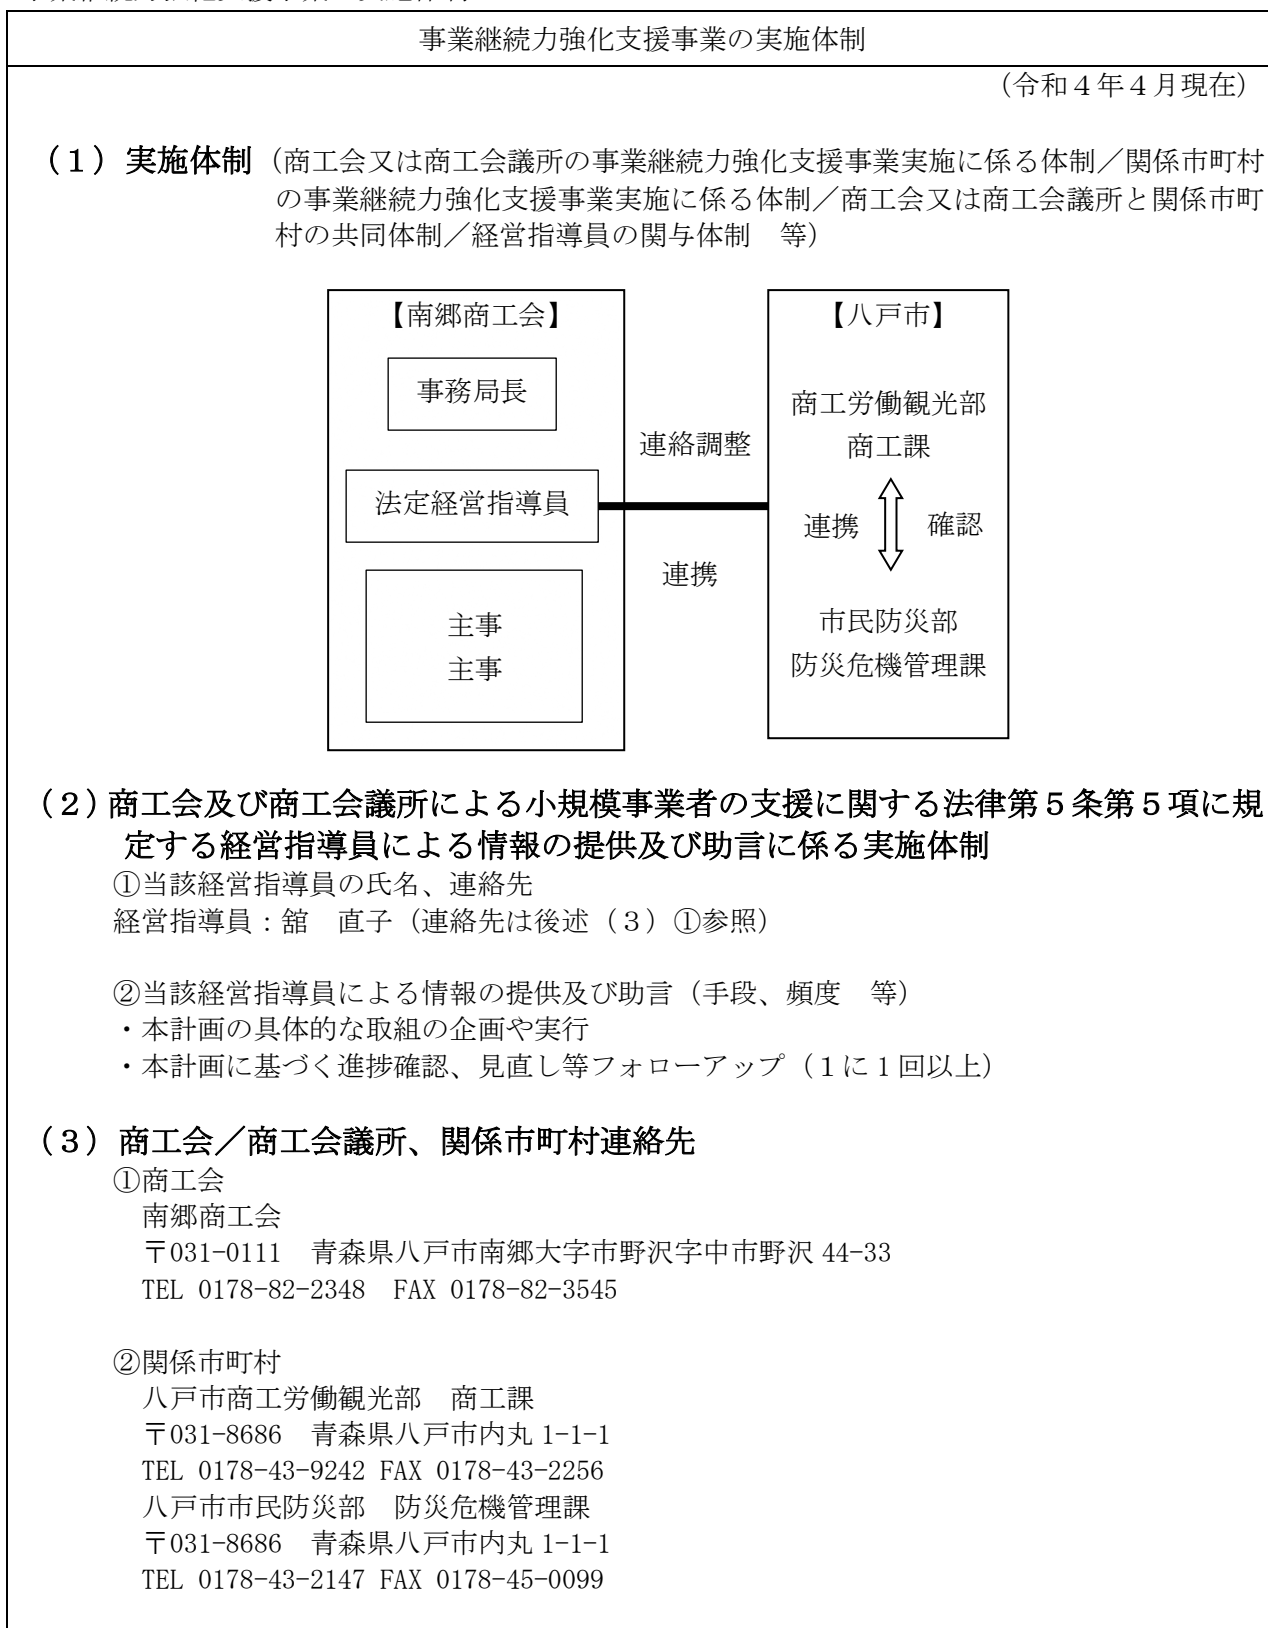 事業継続力強化支援事業の実施体制
(令和4年4月現在)
(1)実施体制(商工会又は商工会議所の事業継続力強化支援事業実施に係る体制/関係市町村
の事業継続力強化支援事業実施に係る体制/商工会又は商工会議所と関係市町
村の共同体制/経営指導員の関与体制 等)
【南郷商工会】
事務局長
法定経営指導員
主事
主事
連絡調整
連携
【八戸市】
商工労働観光部
商工課
連携 確認
市民防災部
防災危機管理課
(2)商工会及び商工会議所による小規模事業者の支援に関する法律第5条第5項に規
定する経営指導員による情報の提供及び助言に係る実施体制
①当該経営指導員の氏名、連絡先
経営指導員:舘 直子(連絡先は後述(3)①参照)
②当該経営指導員による情報の提供及び助言(手段、頻度 等)
・本計画の具体的な取組の企画や実行
・本計画に基づく進捗確認、見直し等フォローアップ(1に1回以上)
(3)商工会/商工会議所、関係市町村連絡先
①商工会
南郷商工会
〒031-0111 青森県八戸市南郷大字市野沢字中市野沢 44-33
TEL 0178-82-2348 FAX 0178-82-3545
②関係市町村
八戸市商工労働観光部 商工課
〒031-8686 青森県八戸市内丸 1-1-1
TEL 0178-43-9242 FAX 0178-43-2256
八戸市市民防災部 防災危機管理課
〒031-8686 青森県八戸市内丸 1-1-1
TEL 0178-43-2147 FAX 0178-45-0099